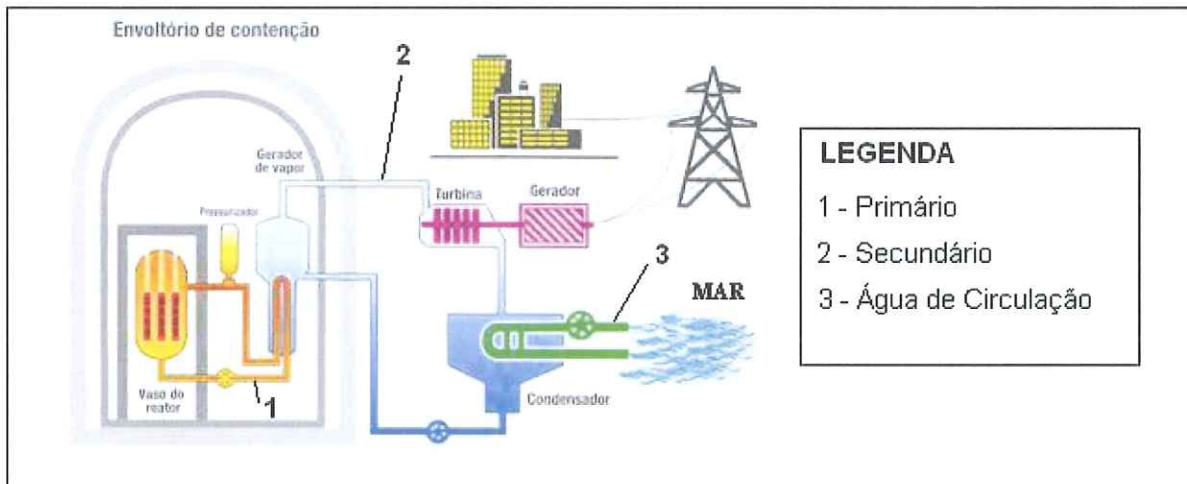 Envoltório de contenção
2
Gerador
de vapor
Pressurizador
Turbina
Gerador
3
MAR
Vaso do
reator
1
Condensador
LEGENDA
1 - Primário
2 - Secundário
3 - Água de Circulação